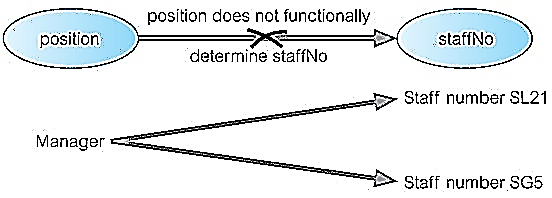 position does not functionally
position
staffNo
determine staffNo
Staff number SL21
Manager
Staff number SG5